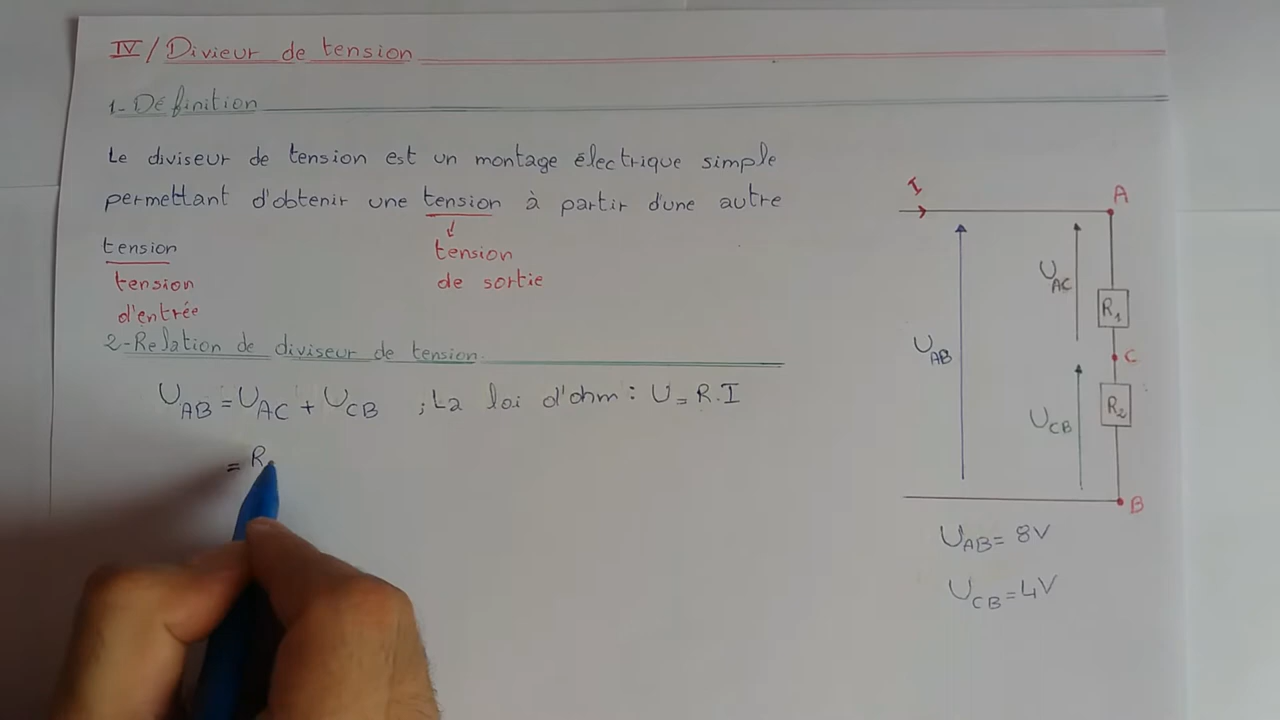 IV/ Divieur de tension
1- Définition
Le diviseur de tension est un montage électrique simple
permettant d'obtenir une tension à partir d'une autre
tension
tension
de sortie
tension
d'entrée
2-Relation de diviseur de tension.
U_AB = U_AC + U_CB ; La loi d'ohm : U = R.I
= R
I
A
U_AC
R₁
U_AB
C
U_CB
R₂
B
U_AB = 8V
U_CB = 4V